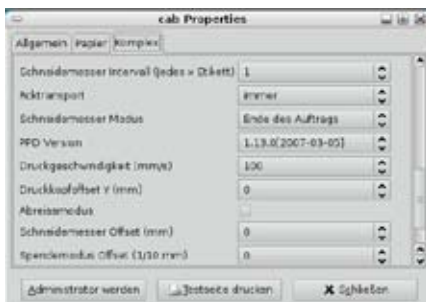 cab Properties
Allgemein Papier Komplex
Schneidemesser Intervall (jedes x Etikett) 1
Rücktransport immer
Schneidemesser Modus Ende des Auftrags
PPD Version 1.13.0[2007-03-05]
Druckgeschwindigkeit (mm/s) 100
Druckkopfoffset Y (mm) 0
Abreissmodus
Schneidemesser Offset (mm) 0
Spendemodus Offset (1/10 mm) 0
Administrator werden Testseite drucken Schließen